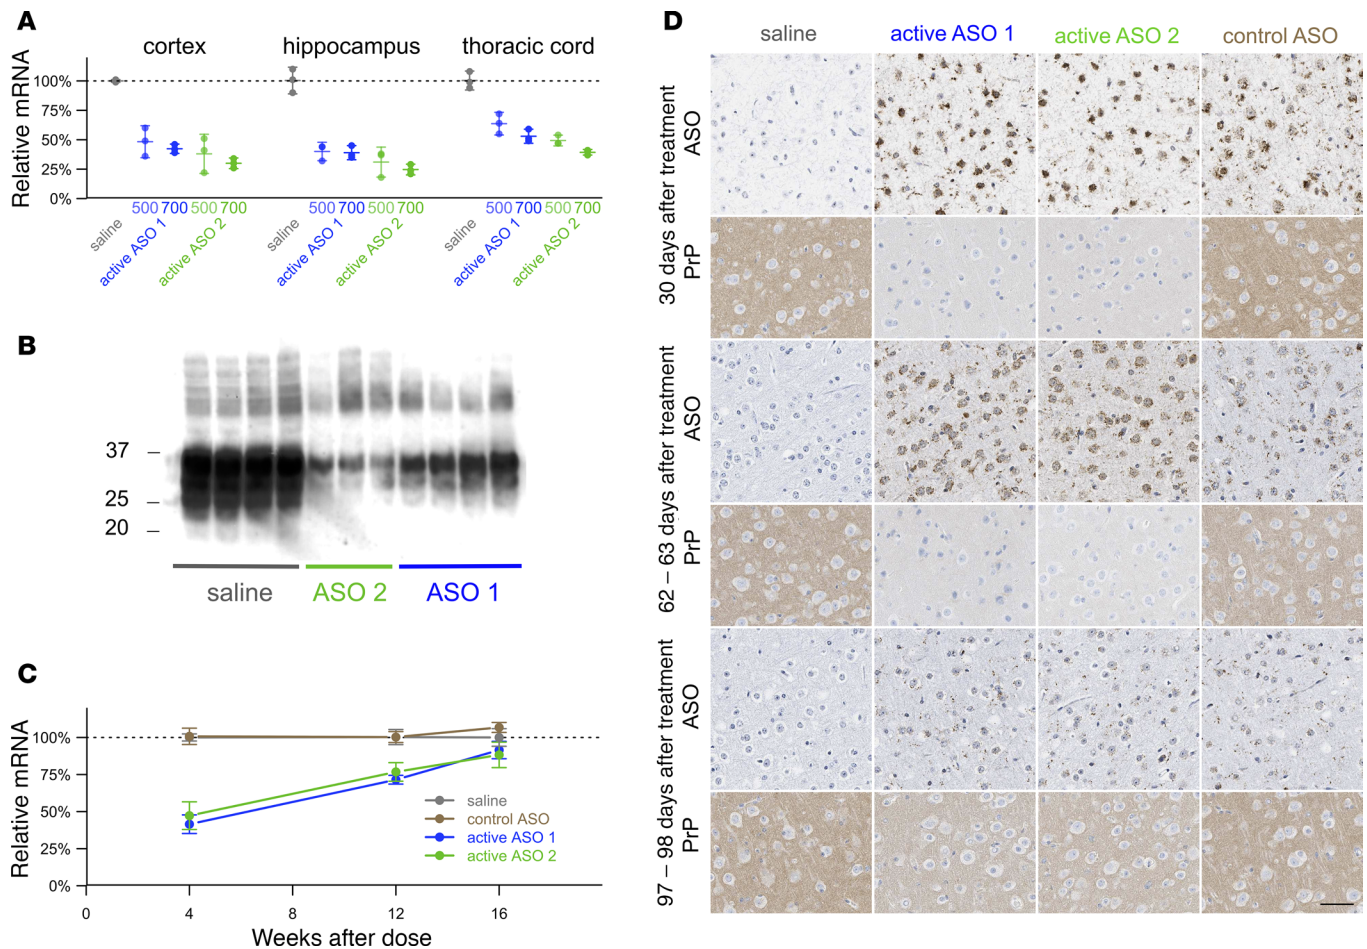 A
cortex
hippocampus
thoracic cord
Relative mRNA
100%
75%
50%
25%
0%
500 700 500 700
500 700 500 700
500 700 500 700
saline
active ASO 1
active ASO 2
saline
active ASO 1
active ASO 2
saline
active ASO 1
active ASO 2
B
37
25
20
saline
ASO 2
ASO 1
C
Relative mRNA
100%
75%
50%
25%
0%
0
4
8
12
16
Weeks after dose
saline
control ASO
active ASO 1
active ASO 2
D
saline
active ASO 1
active ASO 2
control ASO
30 days after treatment
ASO
PrP
62 – 63 days after treatment
ASO
PrP
97 – 98 days after treatment
ASO
PrP